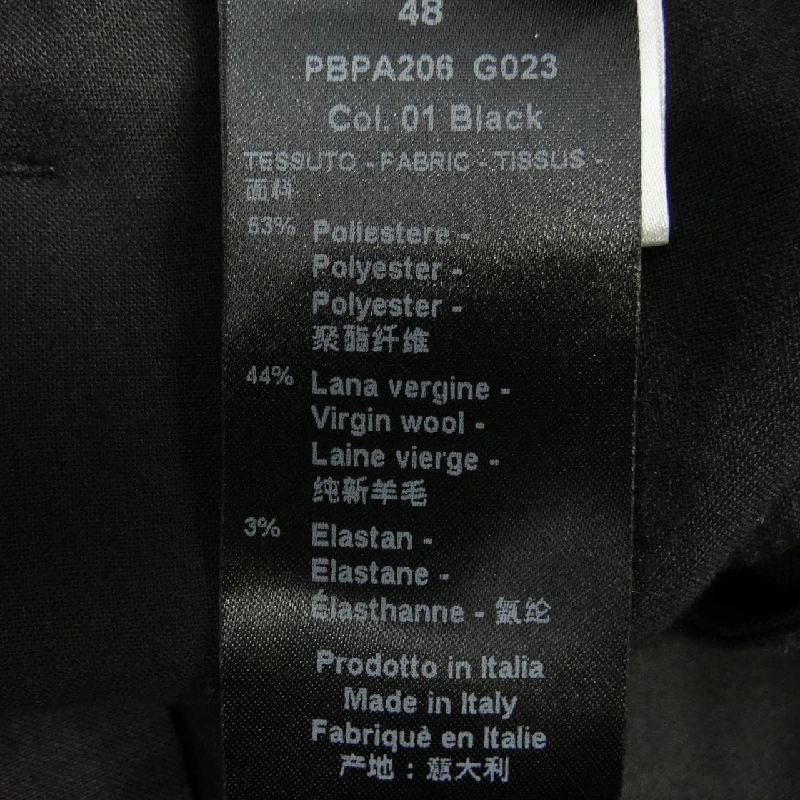 48
PBPA206 G023
Col. 01 Black
TESSUTO - FABRIC - TISSUS -
面料
53% Poliestere -
Polyester -
Polyester -
聚酯纤维
44% Lana vergine -
Virgin wool -
Laine vierge -
纯新羊毛
3% Elastan -
Elastane -
Élasthanne - 氨纶
Prodotto in Italia
Made in Italy
Fabriquè en Italie
产地：意大利